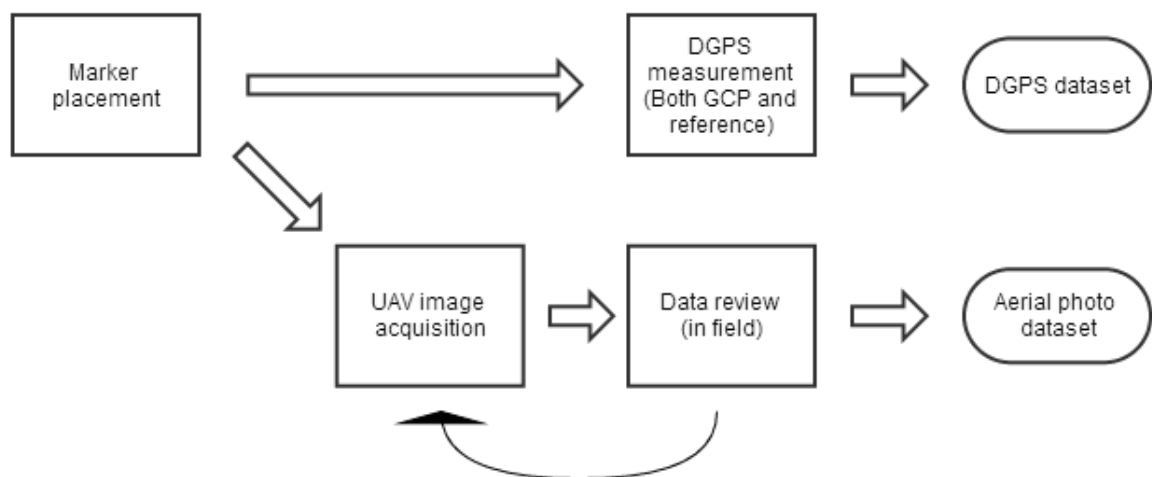 Marker
placement
DGPS
measurement
(Both GCP and
reference)
DGPS dataset
UAV image
acquisition
Data review
(in field)
Aerial photo
dataset